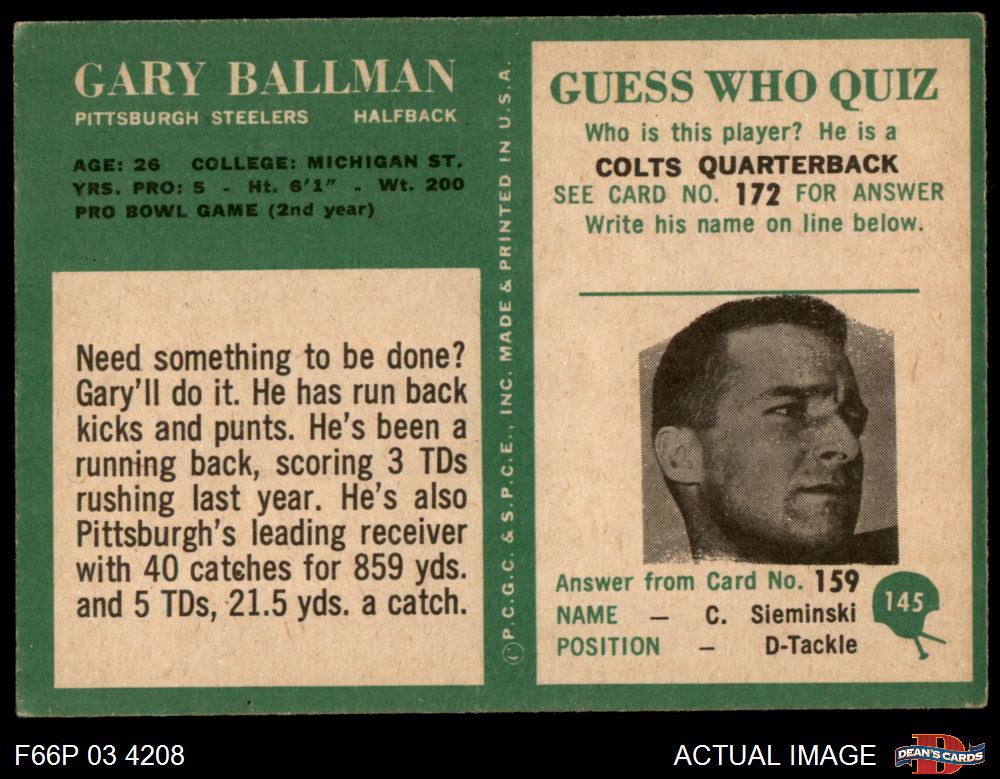 GARY BALLMAN
PITTSBURGH STEELERS HALFBACK
AGE: 26 COLLEGE: MICHIGAN ST.
YRS. PRO: 5 - Ht. 6'1" - Wt. 200
PRO BOWL GAME (2nd year)
Need something to be done?
Gary'll do it. He has run back
kicks and punts. He's been a
running back, scoring 3 TDs
rushing last year. He's also
Pittsburgh's leading receiver
with 40 catches for 859 yds.
and 5 TDs, 21.5 yds. a catch.
© P.C.G.C. & S.P.C.E., INC. MADE & PRINTED IN U.S.A.
GUESS WHO QUIZ
Who is this player? He is a
COLTS QUARTERBACK
SEE CARD NO. 172 FOR ANSWER
Write his name on line below.
Answer from Card No. 159
NAME — C. Sieminski
POSITION — D-Tackle
145
F66P 03 4208
ACTUAL IMAGE
D
DEAN'S CARDS